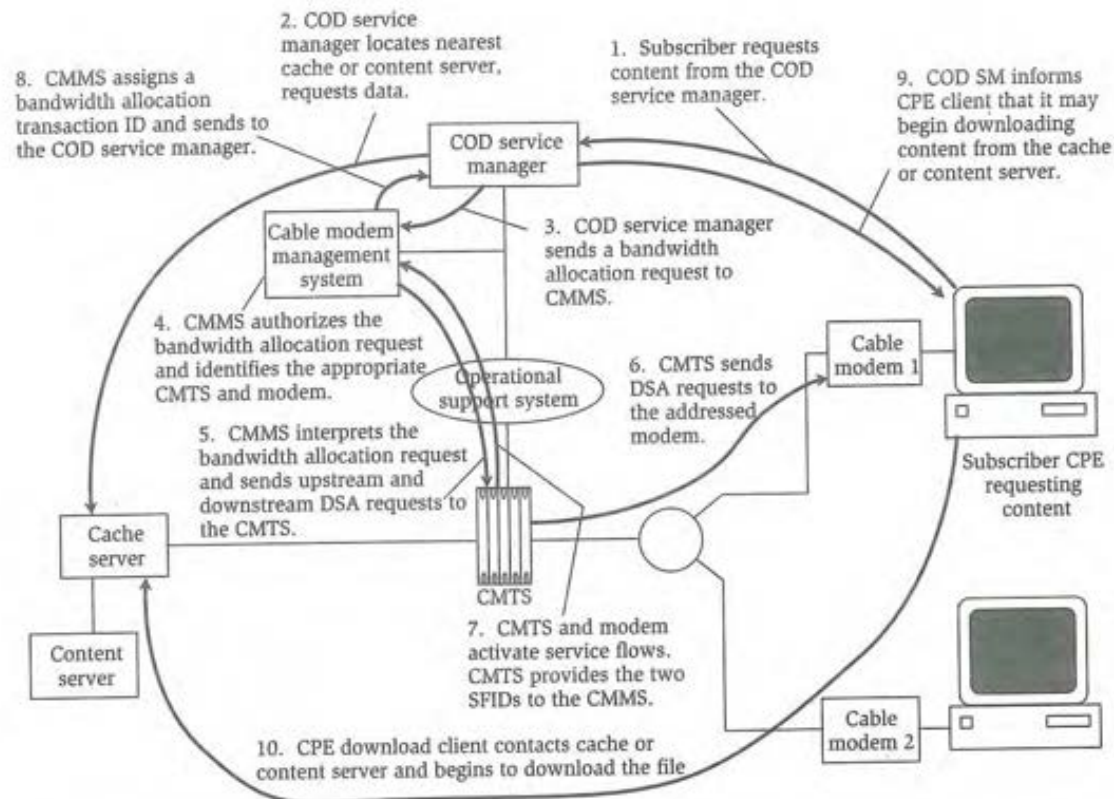 2. COD service
manager locates nearest
cache or content server,
requests data.
1. Subscriber requests
content from the COD
service manager.
8. CMMS assigns a
bandwidth allocation
transaction ID and sends to
the COD service manager.
9. COD SM informs
CPE client that it may
begin downloading
content from the cache
or content server.
COD service
manager
Cable modem
management
system
3. COD service manager
sends a bandwidth
allocation request to
CMMS.
4. CMMS authorizes the
bandwidth allocation request
and identifies the appropriate
CMTS and modem.
Operational
support system
6. CMTS sends
DSA requests to
the addressed
modem.
Cable
modem 1
5. CMMS interprets the
bandwidth allocation request
and sends upstream and
downstream DSA requests to
the CMTS.
Subscriber CPE
requesting
content
Cache
server
CMTS
Content
server
7. CMTS and modem
activate service flows.
CMTS provides the two
SFIDs to the CMMS.
Cable
modem 2
10. CPE download client contacts cache or
content server and begins to download the file